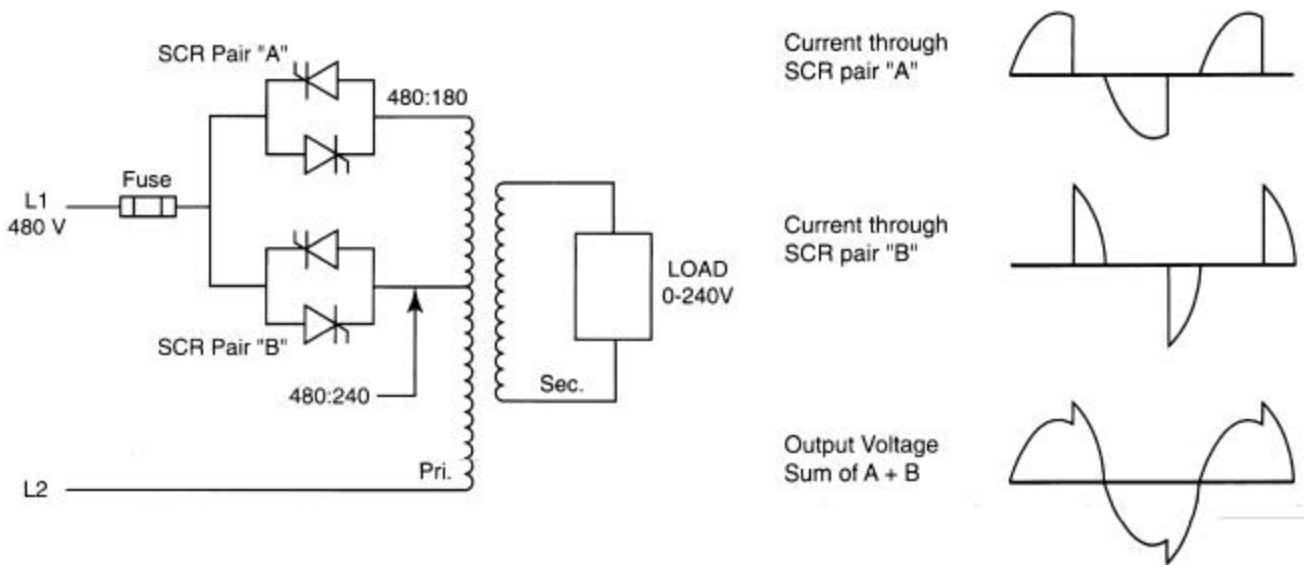 SCR Pair "A"
480:180
Fuse
L1
480 V
SCR Pair "B"
480:240
Pri.
L2
Sec.
LOAD
0-240V
Current through
SCR pair "A"
Current through
SCR pair "B"
Output Voltage
Sum of A + B